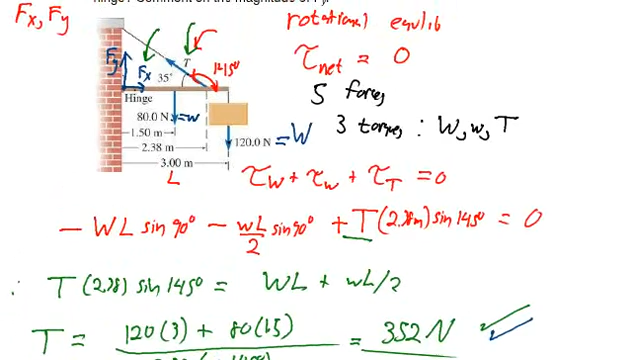 hinge? Comment on the magnitude of Fy.
Fx, Fy
rotational equilib
τnet = 0
5 forces
3 torques : W, w, T
Fy
Fx
T
145°
35°
Hinge
80.0 N
=w
1.50 m
2.38 m
3.00 m
120.0 N
=W
L
τW + τw + τT = 0
- WL sin 90° - wL/2 sin 90° + T(2.38m) sin 145° = 0
T (2.38) sin 145° = WL + wL/2
T = 120(3) + 80(1.5) = 352 N